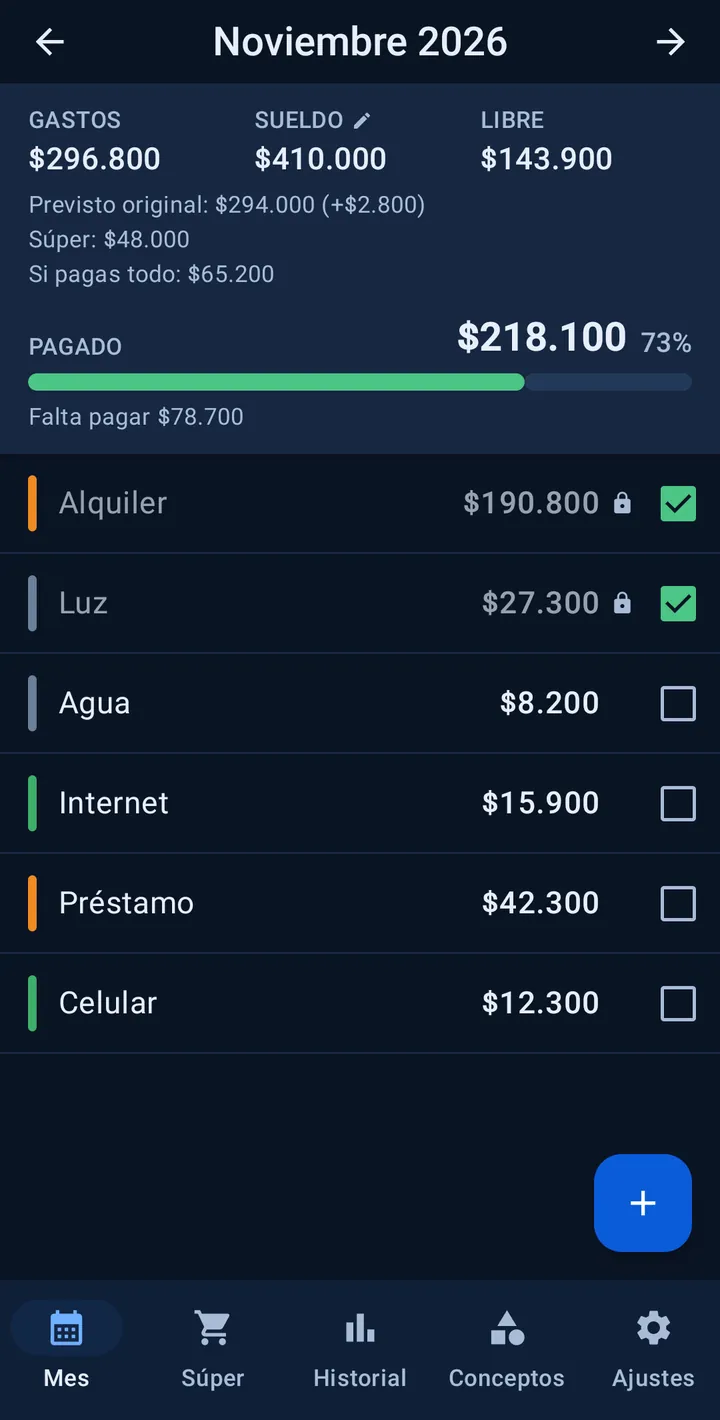 Noviembre 2026
GASTOS SUELDO LIBRE
$296.800 $410.000 $143.900
Previsto original: $294.000 (+$2.800)
Súper: $48.000
Si pagas todo: $65.200
PAGADO $218.100 73%
Falta pagar $78.700
Alquiler $190.800
Luz $27.300
Agua $8.200
Internet $15.900
Préstamo $42.300
Celular $12.300
Mes Súper Historial Conceptos Ajustes